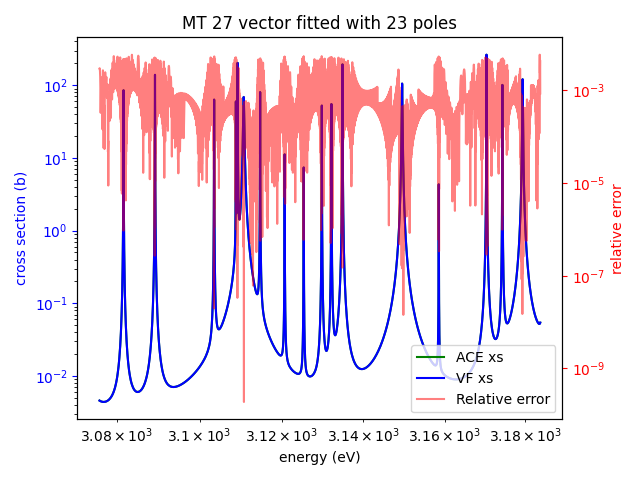 MT 27 vector fitted with 23 poles
cross section (b)
10²
10¹
10⁰
10⁻¹
10⁻²
relative error
10⁻³
10⁻⁵
10⁻⁷
10⁻⁹
ACE xs
VF xs
Relative error
3.08 × 10³ 3.1 × 10³ 3.12 × 10³ 3.14 × 10³ 3.16 × 10³ 3.18 × 10³
energy (eV)